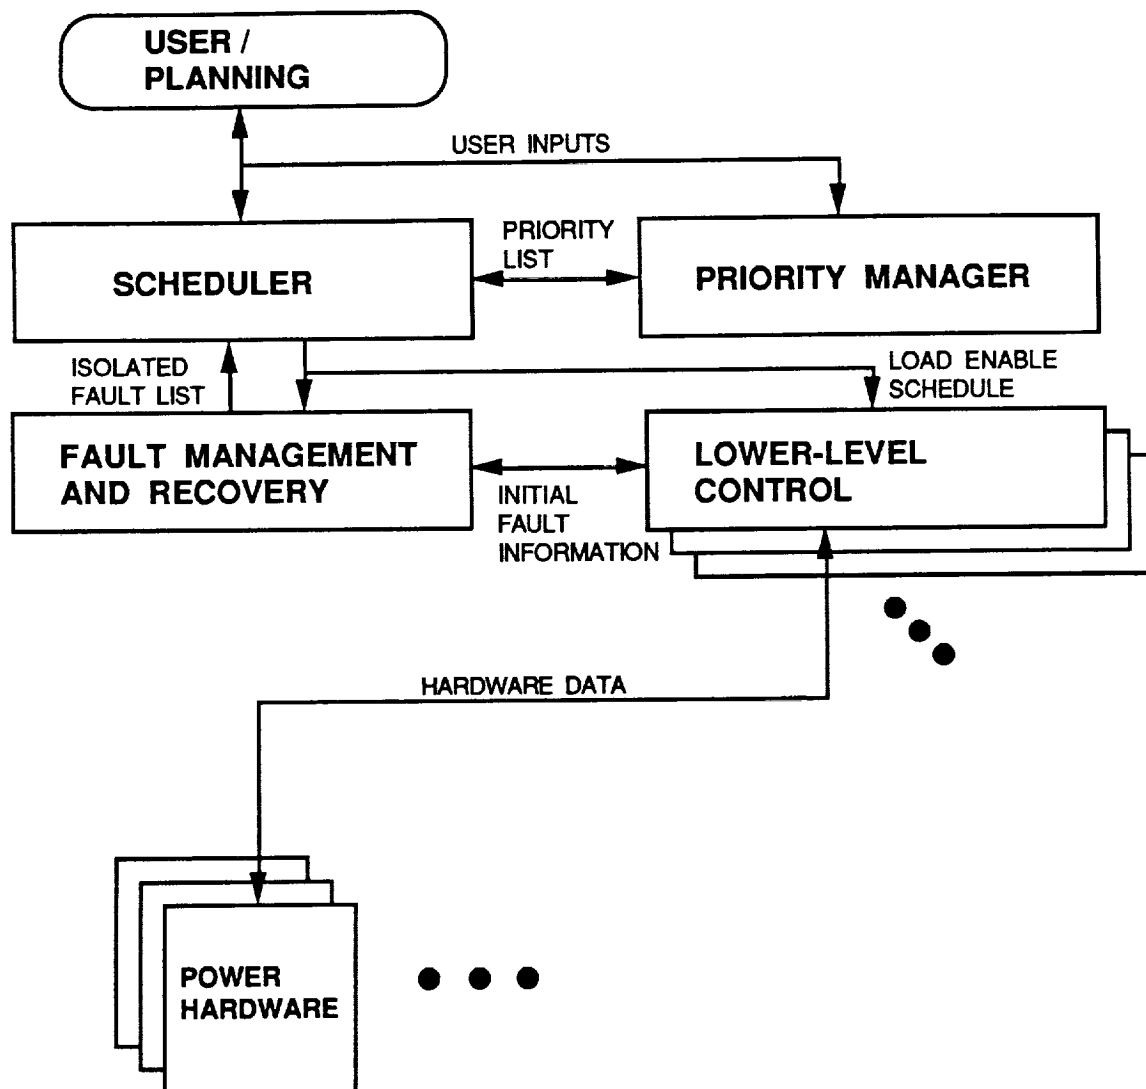 USER /
PLANNING
USER INPUTS
SCHEDULER
PRIORITY
LIST
PRIORITY MANAGER
ISOLATED
FAULT LIST
LOAD ENABLE
SCHEDULE
FAULT MANAGEMENT
AND RECOVERY
INITIAL
FAULT
INFORMATION
LOWER-LEVEL
CONTROL
HARDWARE DATA
POWER
HARDWARE